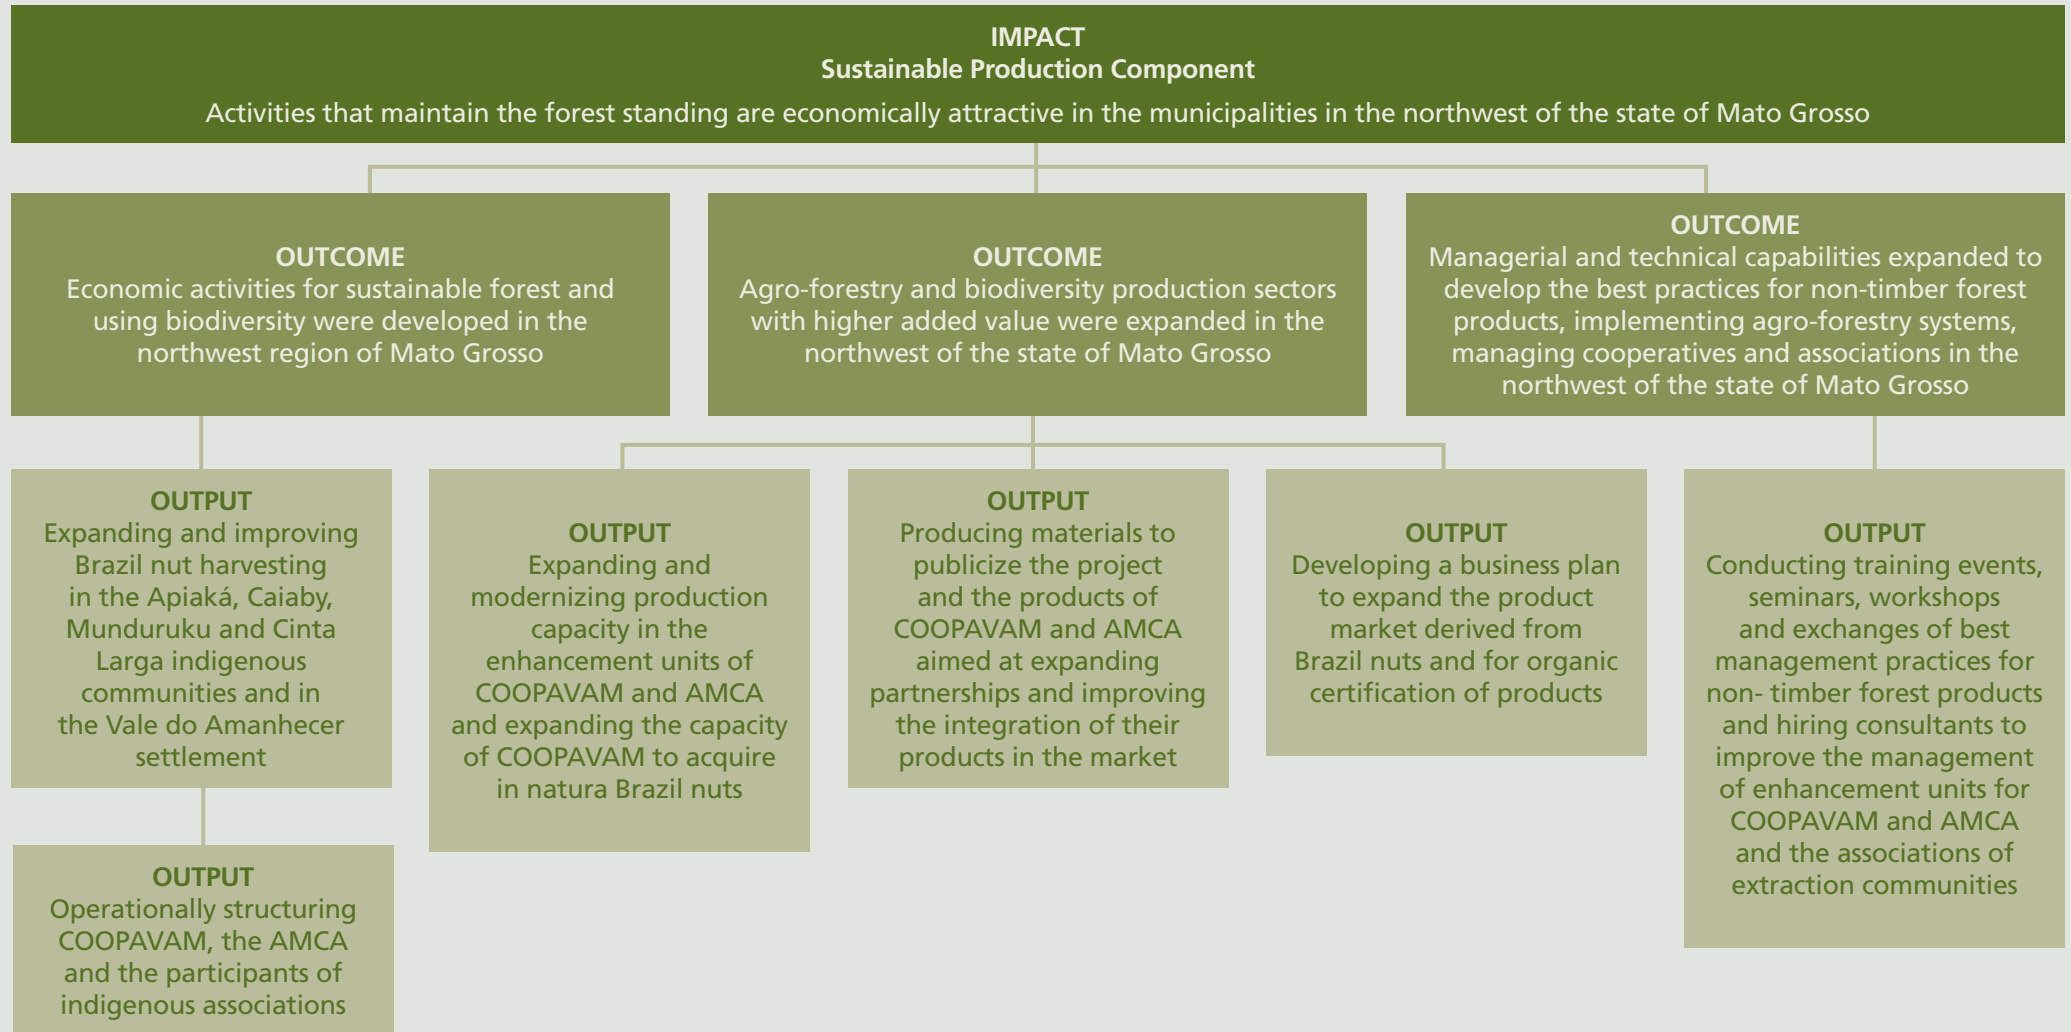 IMPACT
Sustainable Production Component
Activities that maintain the forest standing are economically attractive in the municipalities in the northwest of the state of Mato Grosso
OUTCOME
Economic activities for sustainable forest and
using biodiversity were developed in the
northwest region of Mato Grosso
OUTCOME
Agro-forestry and biodiversity production sectors
with higher added value were expanded in the
northwest of the state of Mato Grosso
OUTCOME
Managerial and technical capabilities expanded to
develop the best practices for non-timber forest
products, implementing agro-forestry systems,
managing cooperatives and associations in the
northwest of the state of Mato Grosso
OUTPUT
Expanding and improving
Brazil nut harvesting
in the Apiaká, Caiaby,
Munduruku and Cinta
Larga indigenous
communities and in
the Vale do Amanhecer
settlement
OUTPUT
Operationally structuring
COOPAVAM, the AMCA
and the participants of
indigenous associations
OUTPUT
Expanding and
modernizing production
capacity in the
enhancement units of
COOPAVAM and AMCA
and expanding the capacity
of COOPAVAM to acquire
in natura Brazil nuts
OUTPUT
Producing materials to
publicize the project
and the products of
COOPAVAM and AMCA
aimed at expanding
partnerships and improving
the integration of their
products in the market
OUTPUT
Developing a business plan
to expand the product
market derived from
Brazil nuts and for organic
certification of products
OUTPUT
Conducting training events,
seminars, workshops
and exchanges of best
management practices for
non- timber forest products
and hiring consultants to
improve the management
of enhancement units for
COOPAVAM and AMCA
and the associations of
extraction communities